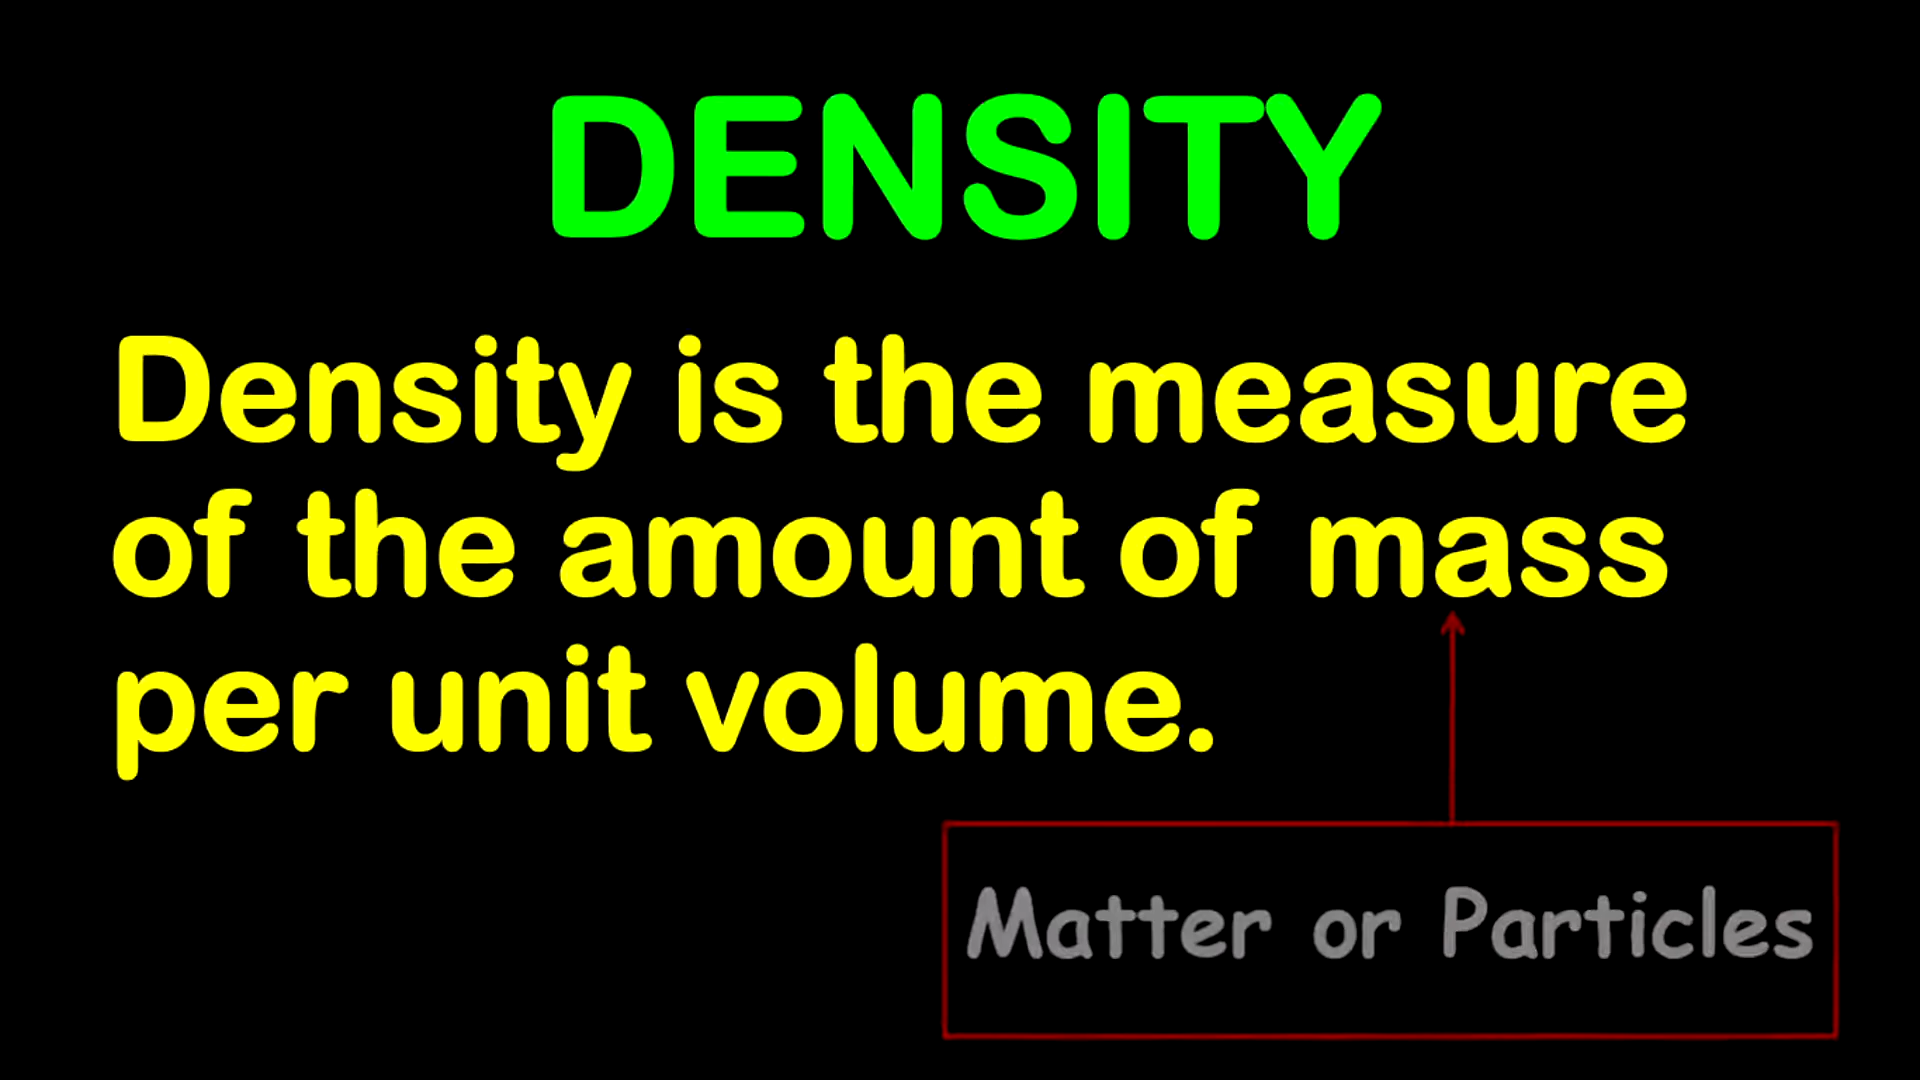 DENSITY
Density is the measure
of the amount of mass
per unit volume.
Matter or Particles